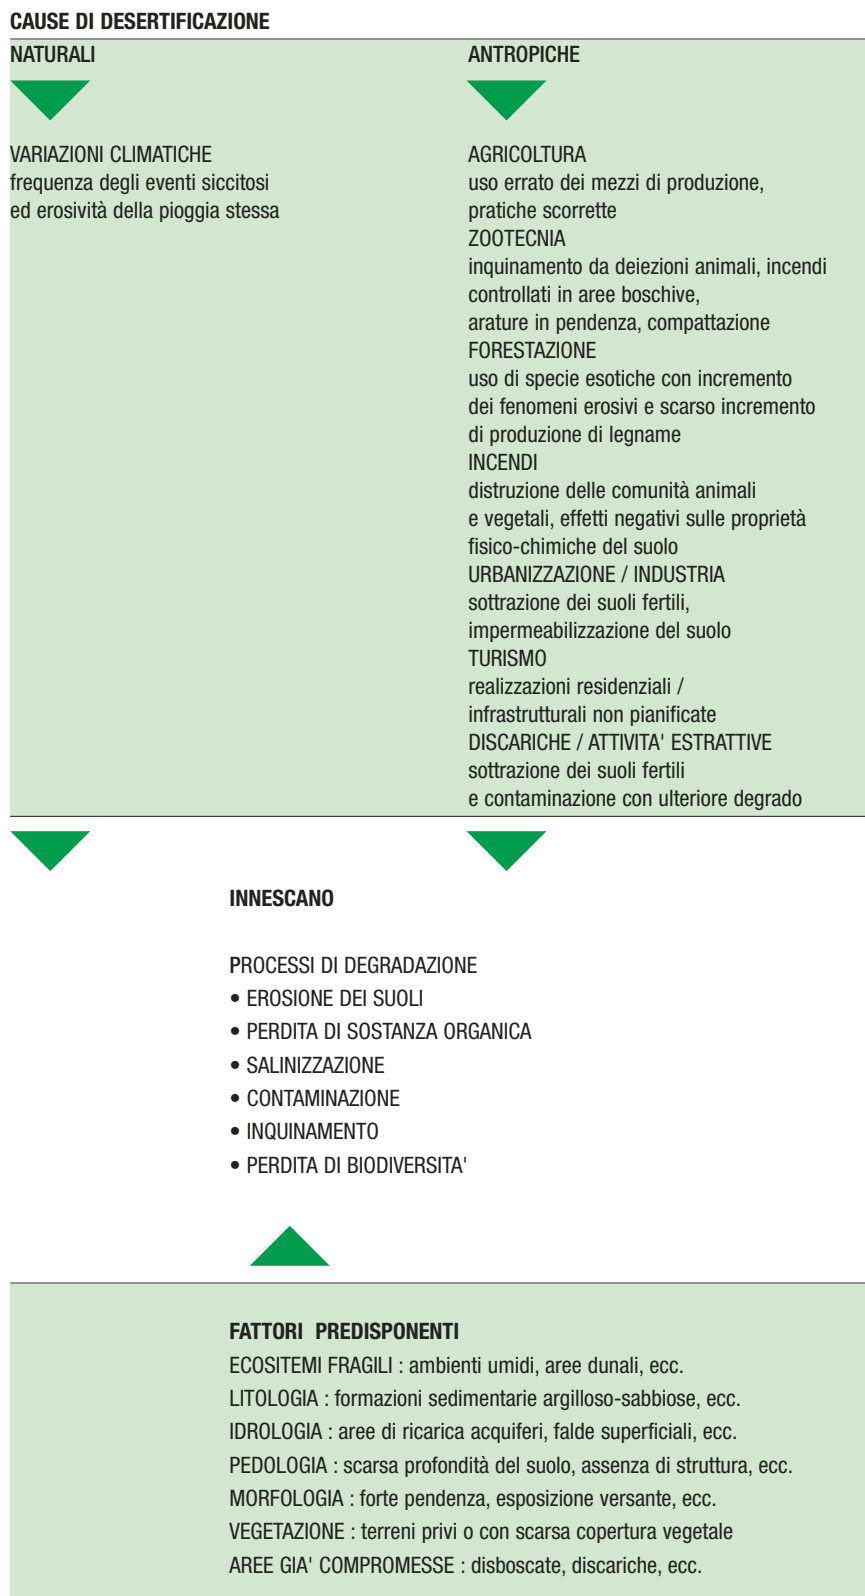 CAUSE DI DESERTIFICAZIONE
NATURALI
VARIAZIONI CLIMATICHE
frequenza degli eventi siccitosi
ed erosività della pioggia stessa
ANTROPICHE
AGRICOLTURA
uso errato dei mezzi di produzione,
pratiche scorrette
ZOOTECNIA
inquinamento da deiezioni animali, incendi
controllati in aree boschive,
arature in pendenza, compattazione
FORESTAZIONE
uso di specie esotiche con incremento
dei fenomeni erosivi e scarso incremento
di produzione di legname
INCENDI
distruzione delle comunità animali
e vegetali, effetti negativi sulle proprietà
fisico-chimiche del suolo
URBANIZZAZIONE / INDUSTRIA
sottrazione dei suoli fertili,
impermeabilizzazione del suolo
TURISMO
realizzazioni residenziali /
infrastrutturali non pianificate
DISCARICHE / ATTIVITA' ESTRATTIVE
sottrazione dei suoli fertili
e contaminazione con ulteriore degrado
INNESCANO
PROCESSI DI DEGRADAZIONE
• EROSIONE DEI SUOLI
• PERDITA DI SOSTANZA ORGANICA
• SALINIZZAZIONE
• CONTAMINAZIONE
• INQUINAMENTO
• PERDITA DI BIODIVERSITA'
FATTORI PREDISPONENTI
ECOSITEMI FRAGILI : ambienti umidi, aree dunali, ecc.
LITOLOGIA : formazioni sedimentarie argilloso-sabbiose, ecc.
IDROLOGIA : aree di ricarica acquiferi, falde superficiali, ecc.
PEDOLOGIA : scarsa profondità del suolo, assenza di struttura, ecc.
MORFOLOGIA : forte pendenza, esposizione versante, ecc.
VEGETAZIONE : terreni privi o con scarsa copertura vegetale
AREE GIA' COMPROMESSE : disboscate, discariche, ecc.